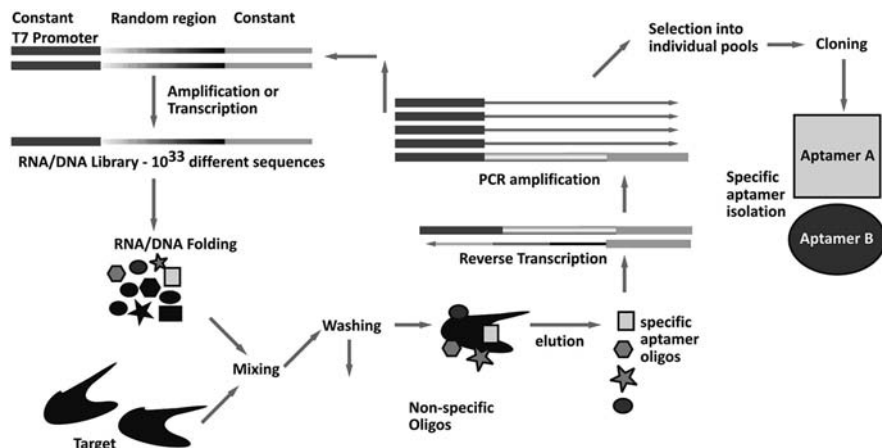 Constant
T7 Promoter
Random region
Constant
Amplification or
Transcription
RNA/DNA Library - 10³³ different sequences
RNA/DNA Folding
Target
Mixing
Washing
Non-specific
Oligos
elution
specific
aptamer
oligos
Reverse Transcription
PCR amplification
Selection into
individual pools
Cloning
Specific
aptamer
isolation
Aptamer A
Aptamer B